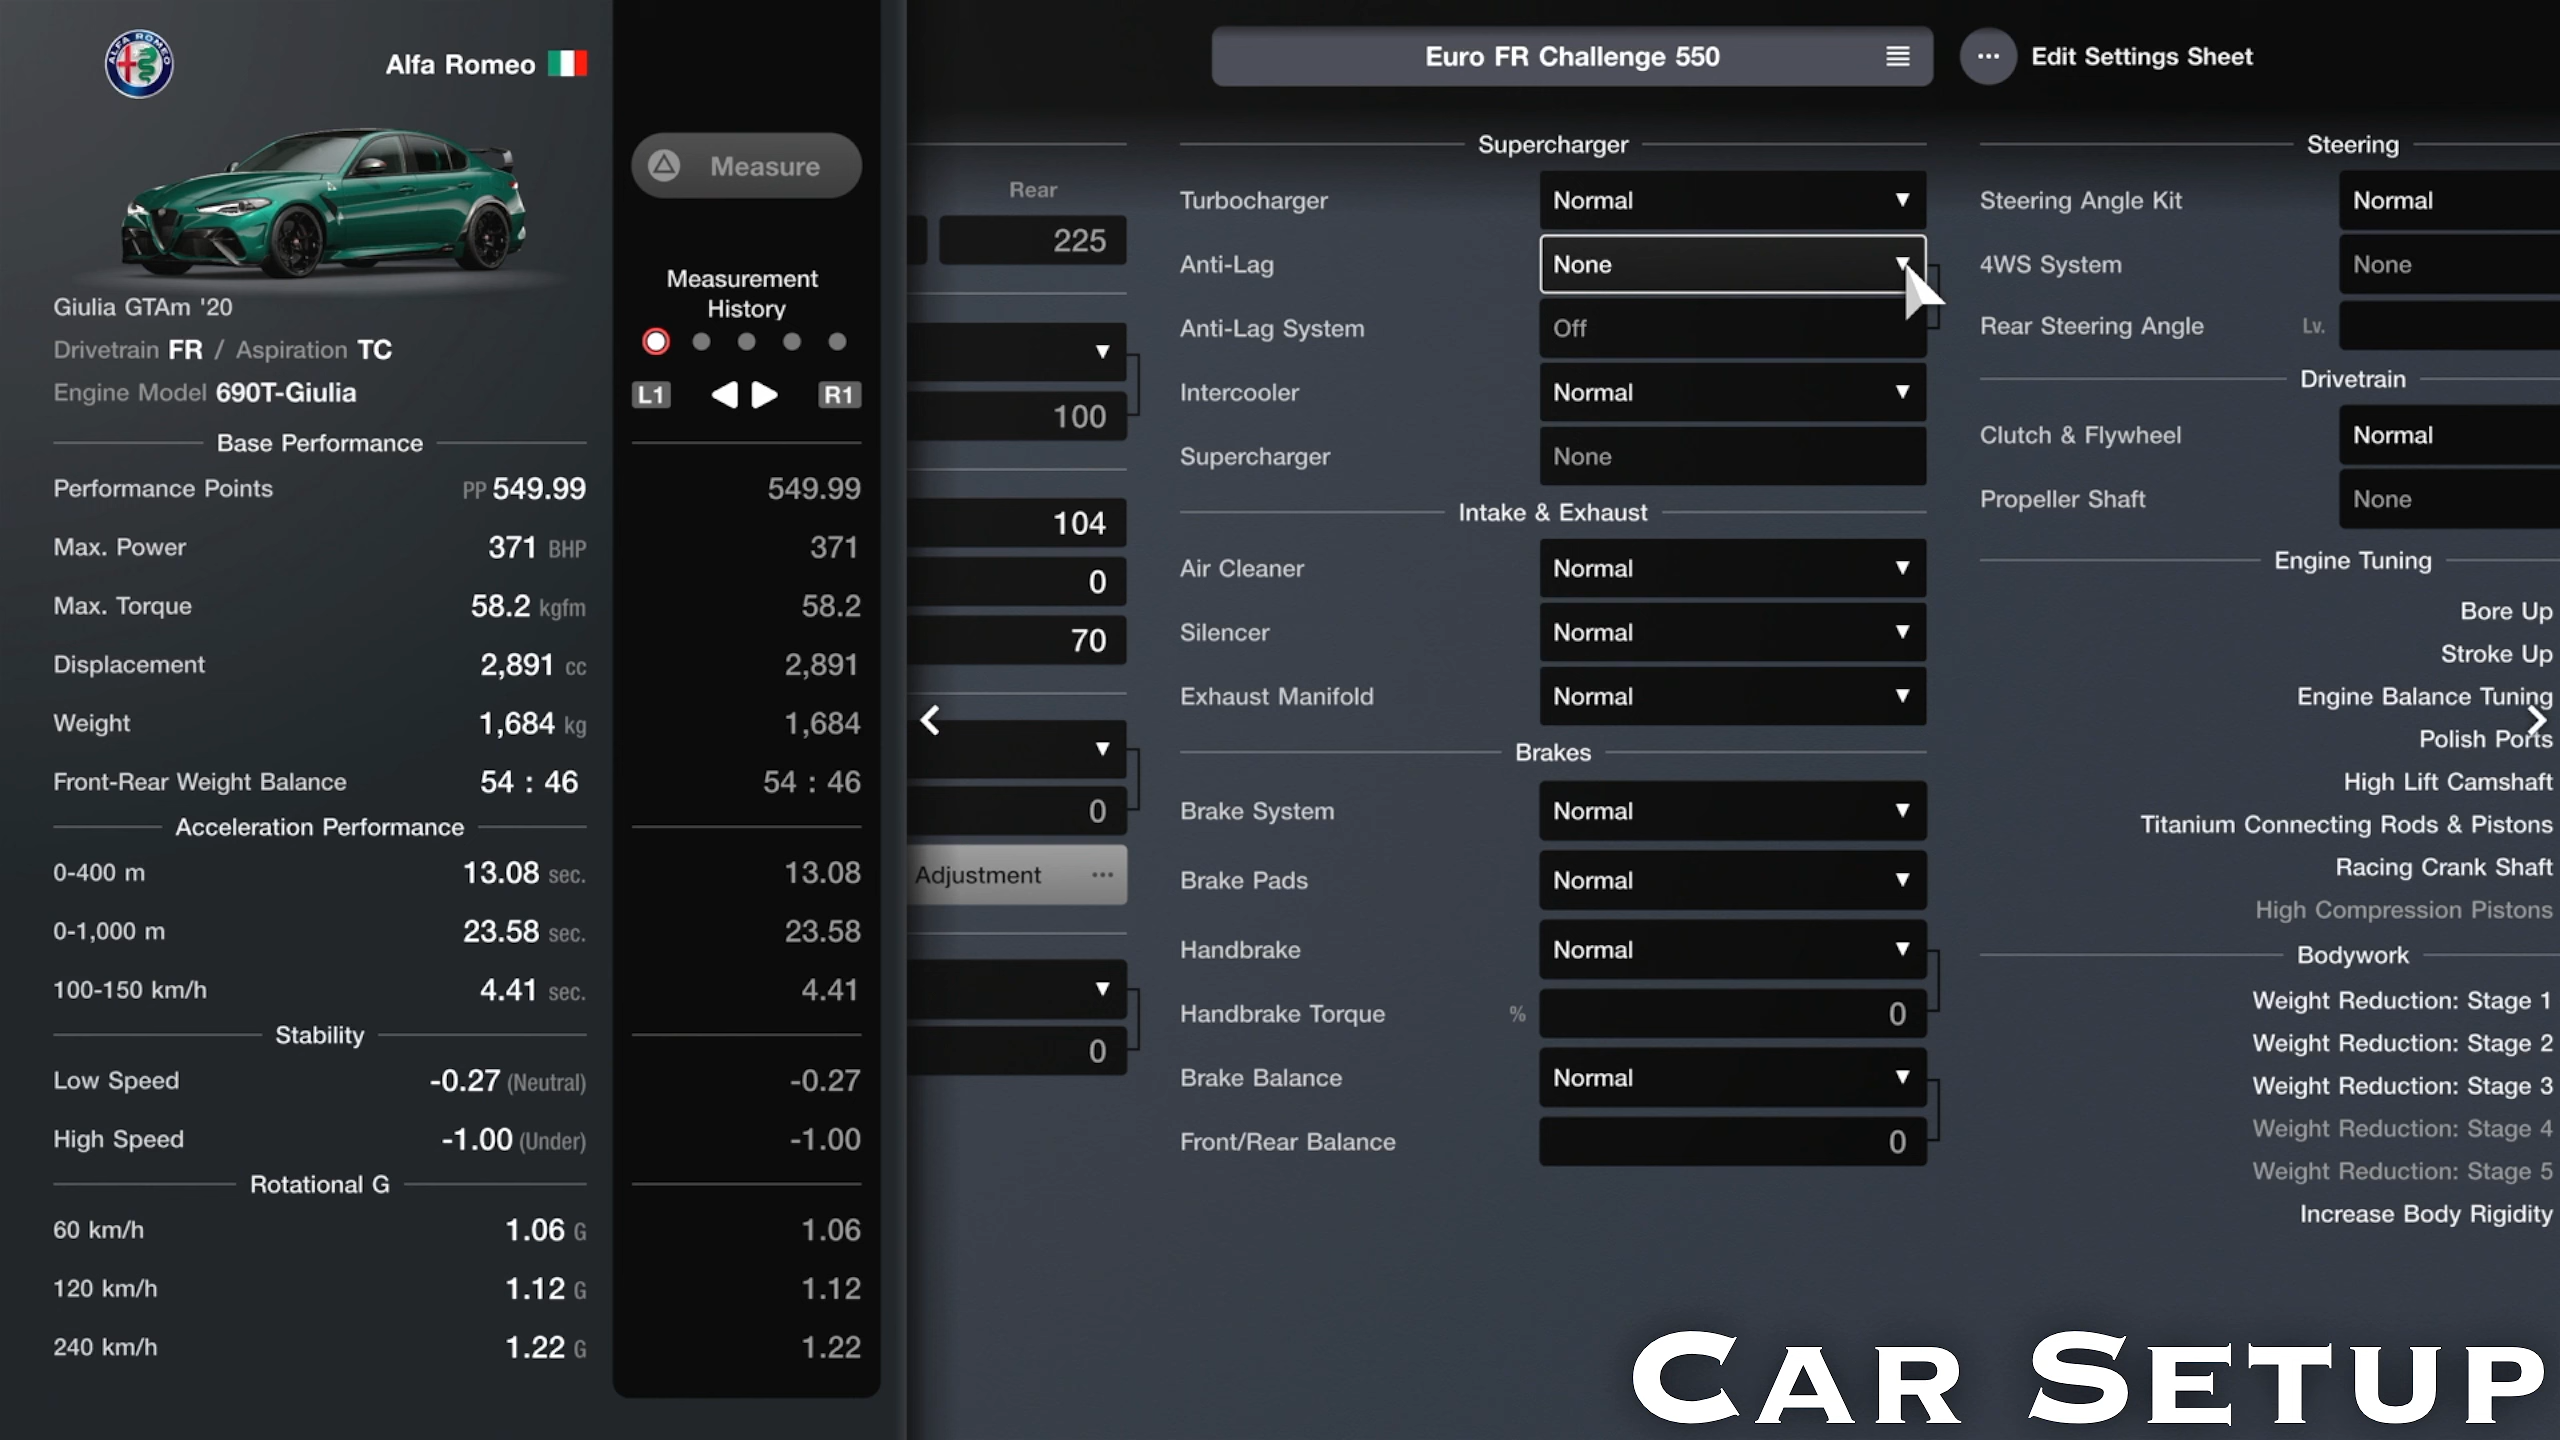 ALFA ROMEO
Alfa Romeo
Giulia GTAm '20
Drivetrain FR / Aspiration TC
Engine Model 690T-Giulia
Base Performance
Performance Points PP 549.99
Max. Power 371 BHP
Max. Torque 58.2 kgfm
Displacement 2,891 cc
Weight 1,684 kg
Front-Rear Weight Balance 54 : 46
Acceleration Performance
0-400 m 13.08 sec.
0-1,000 m 23.58 sec.
100-150 km/h 4.41 sec.
Stability
Low Speed -0.27 (Neutral)
High Speed -1.00 (Under)
Rotational G
60 km/h 1.06 G
120 km/h 1.12 G
240 km/h 1.22 G
Measure
Measurement
History
L1 R1
549.99
371
58.2
2,891
1,684
54 : 46
13.08
23.58
4.41
-0.27
-1.00
1.06
1.12
1.22
Euro FR Challenge 550
Edit Settings Sheet
Rear
225
100
104
0
70
0
Adjustment
0
Supercharger
Turbocharger Normal
Anti-Lag None
Anti-Lag System Off
Intercooler Normal
Supercharger None
Intake & Exhaust
Air Cleaner Normal
Silencer Normal
Exhaust Manifold Normal
Brakes
Brake System Normal
Brake Pads Normal
Handbrake Normal
Handbrake Torque % 0
Brake Balance Normal
Front/Rear Balance 0
Steering
Steering Angle Kit Normal
4WS System None
Rear Steering Angle Lv.
Drivetrain
Clutch & Flywheel Normal
Propeller Shaft None
Engine Tuning
Bore Up
Stroke Up
Engine Balance Tuning
Polish Ports
High Lift Camshaft
Titanium Connecting Rods & Pistons
Racing Crank Shaft
High Compression Pistons
Bodywork
Weight Reduction: Stage 1
Weight Reduction: Stage 2
Weight Reduction: Stage 3
Weight Reduction: Stage 4
Weight Reduction: Stage 5
Increase Body Rigidity
CAR SETUP